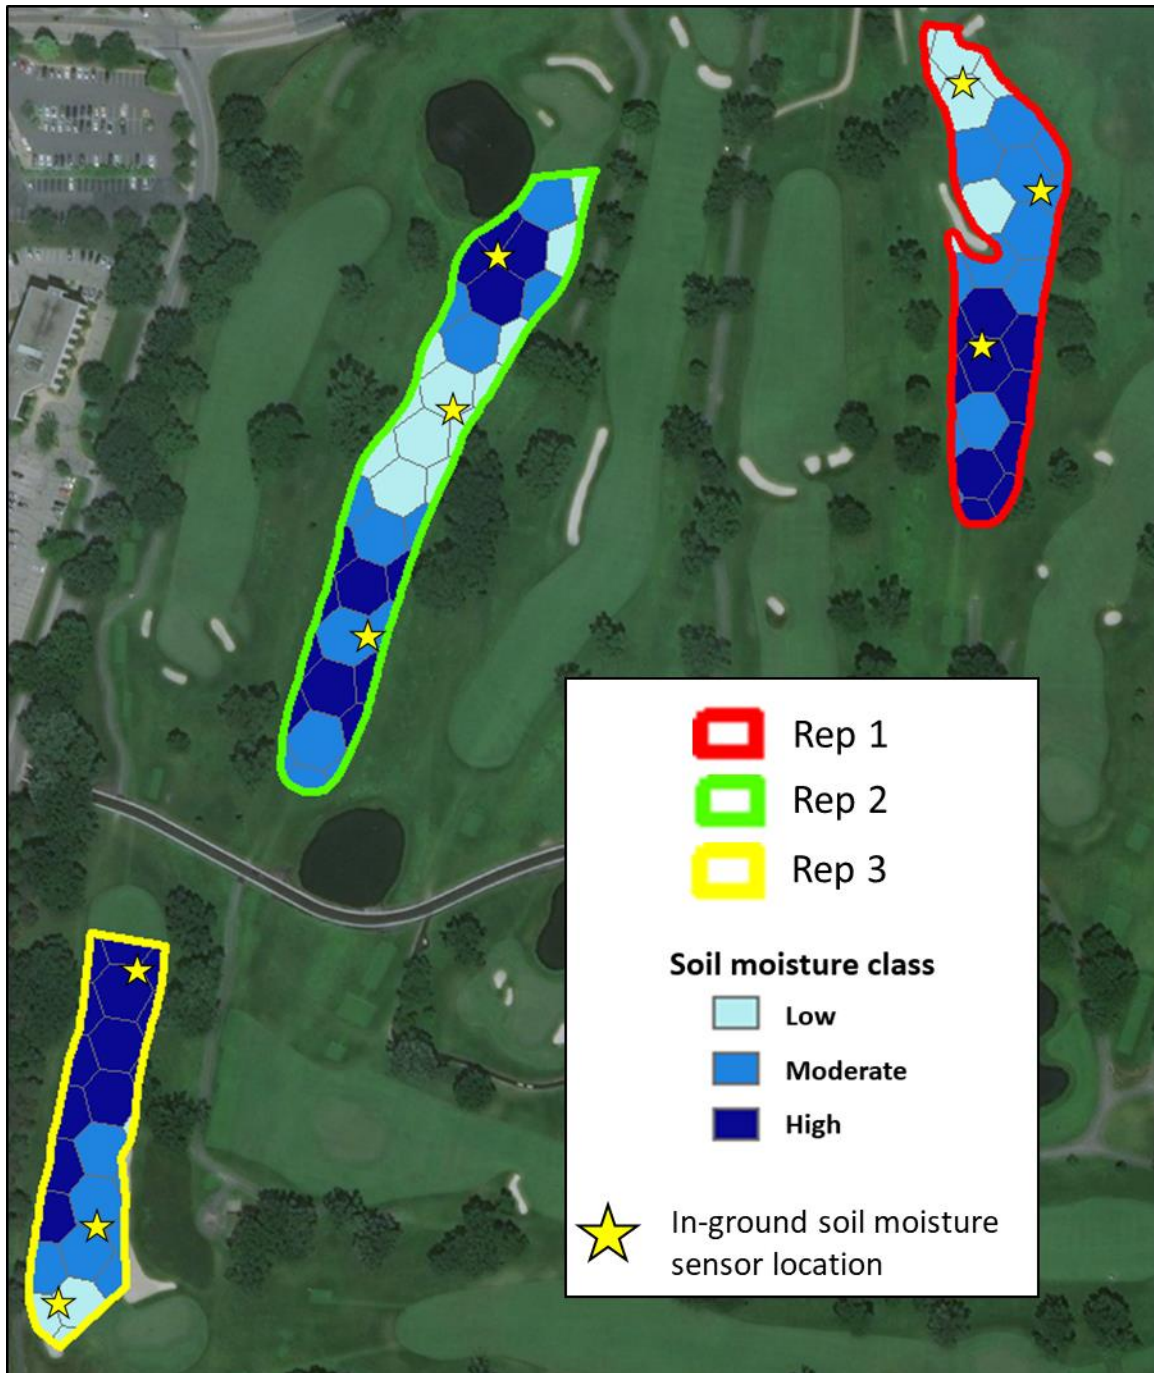 Rep 1
Rep 2
Rep 3
Soil moisture class
Low
Moderate
High
In-ground soil moisture
sensor location